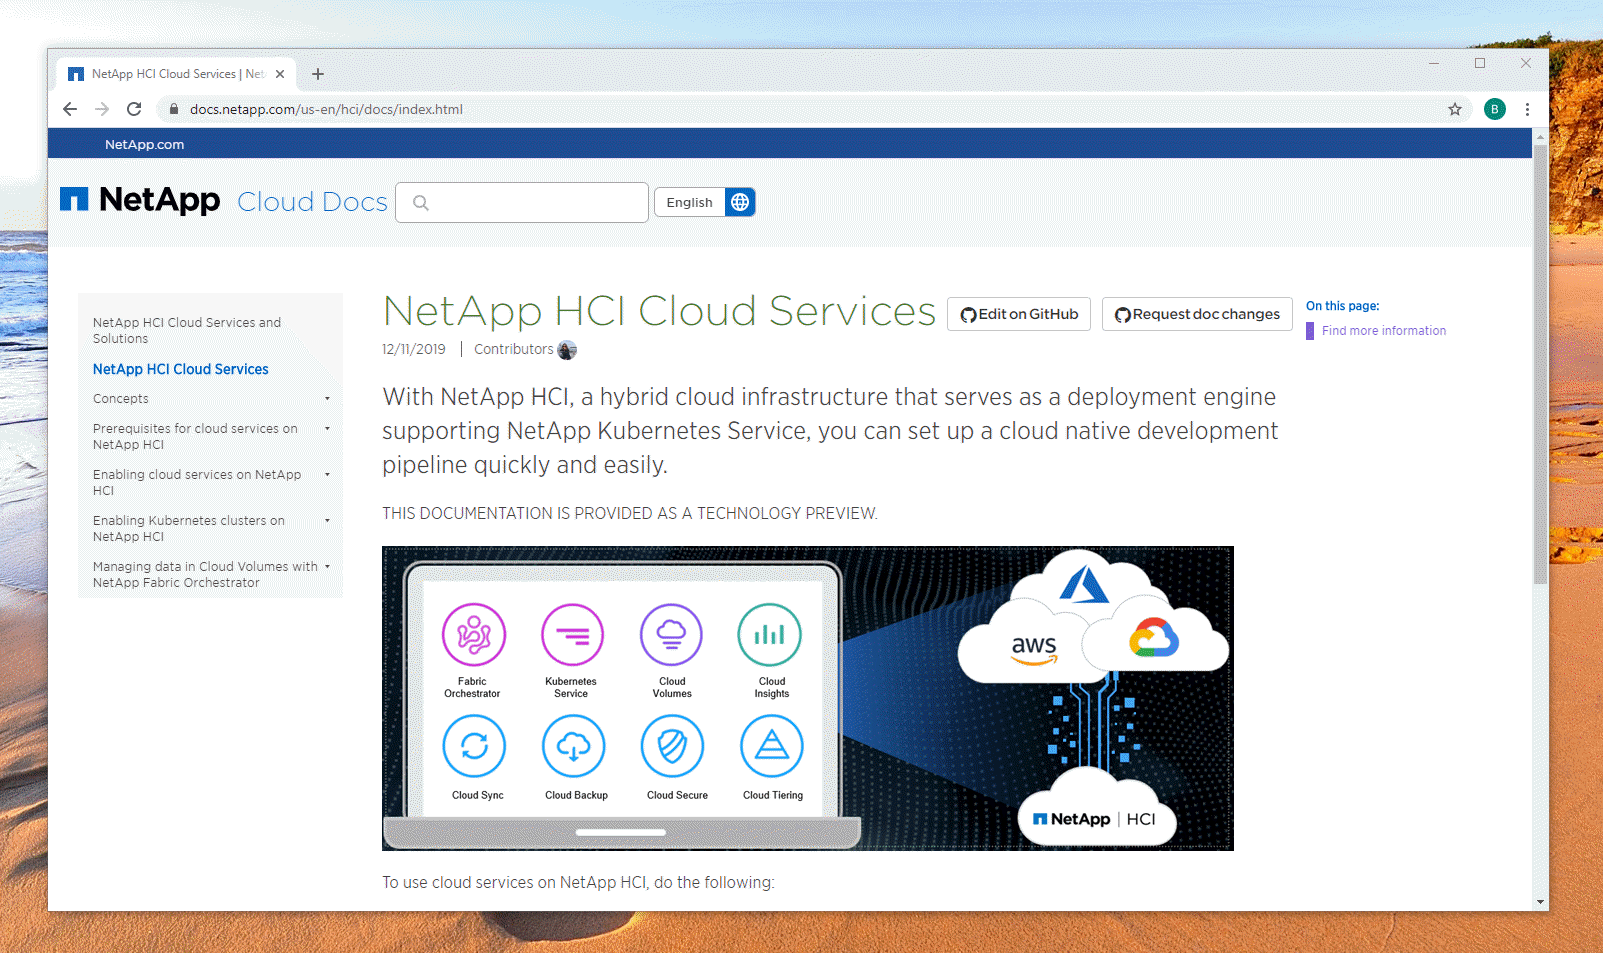 NetApp HCI Cloud Services | Net
docs.netapp.com/us-en/hci/docs/index.html
B
NetApp.com
NetApp Cloud Docs
English
NetApp HCI Cloud Services and
Solutions
NetApp HCI Cloud Services
Concepts
Prerequisites for cloud services on
NetApp HCI
Enabling cloud services on NetApp
HCI
Enabling Kubernetes clusters on
NetApp HCI
Managing data in Cloud Volumes with
NetApp Fabric Orchestrator
NetApp HCI Cloud Services
Edit on GitHub
Request doc changes
12/11/2019 | Contributors
With NetApp HCI, a hybrid cloud infrastructure that serves as a deployment engine
supporting NetApp Kubernetes Service, you can set up a cloud native development
pipeline quickly and easily.
THIS DOCUMENTATION IS PROVIDED AS A TECHNOLOGY PREVIEW.
Fabric
Orchestrator
Kubernetes
Service
Cloud
Volumes
Cloud
Insights
Cloud Sync
Cloud Backup
Cloud Secure
Cloud Tiering
aws
NetApp | HCI
To use cloud services on NetApp HCI, do the following:
On this page:
Find more information